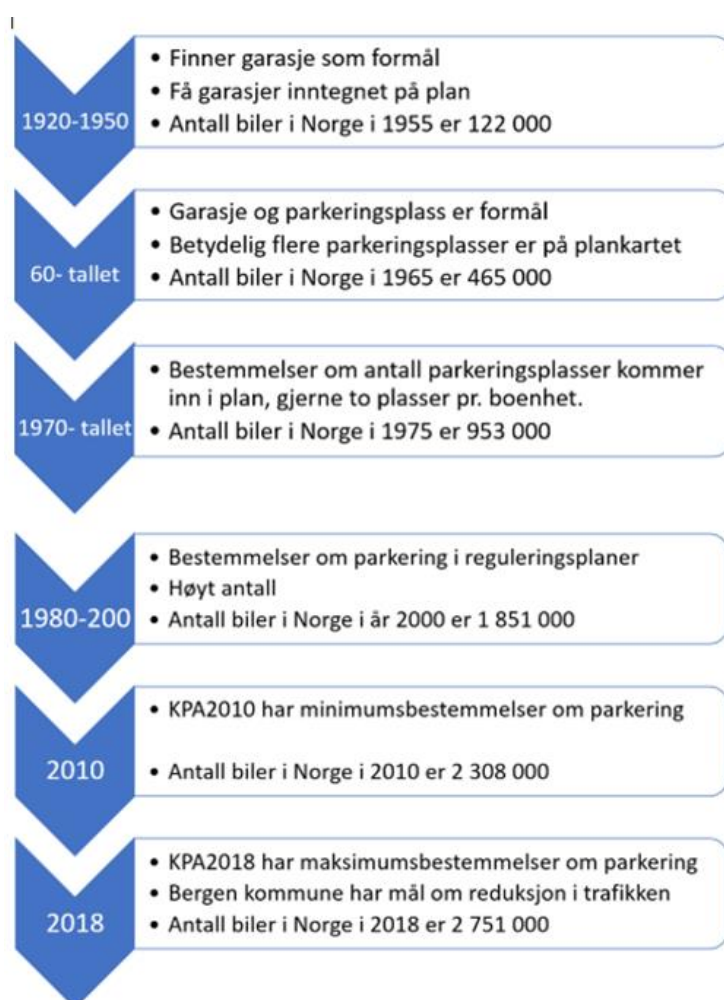 1920-1950
• Finner garasje som formål
• Få garasjer inntegnet på plan
• Antall biler i Norge i 1955 er 122 000
60- tallet
• Garasje og parkeringsplass er formål
• Betydelig flere parkeringsplasser er på plankartet
• Antall biler i Norge i 1965 er 465 000
1970- tallet
• Bestemmelser om antall parkeringsplasser kommer
inn i plan, gjerne to plasser pr. boenhet.
• Antall biler i Norge i 1975 er 953 000
1980-200
• Bestemmelser om parkering i reguleringsplaner
• Høyt antall
• Antall biler i Norge i år 2000 er 1 851 000
2010
• KPA2010 har minimumsbestemmelser om parkering
• Antall biler i Norge i 2010 er 2 308 000
2018
• KPA2018 har maksimumsbestemmelser om parkering
• Bergen kommune har mål om reduksjon i trafikken
• Antall biler i Norge i 2018 er 2 751 000